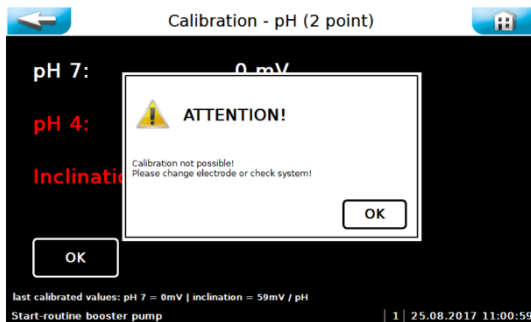 Calibration - pH (2 point)
pH 7: 0 mV
ATTENTION!
pH 4:
Calibration not possible!
Please change electrode or check system!
OK
OK
last calibrated values: pH 7 = 0mV | inclination = 59mV / pH
Start-routine booster pump | 1 | 25.08.2017 11:00:59